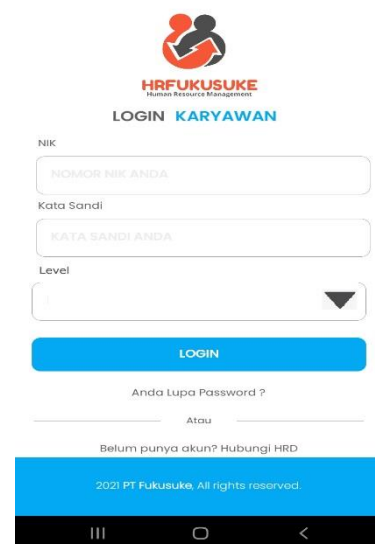 HRFUKUSUKE
Human Resource Management
LOGIN KARYAWAN
NIK
NOMOR NIK ANDA
Kata Sandi
KATA SANDI ANDA
Level
LOGIN
Anda Lupa Password ?
Atau
Belum punya akun? Hubungi HRD
2021 PT Fukusuke, All rights reserved.